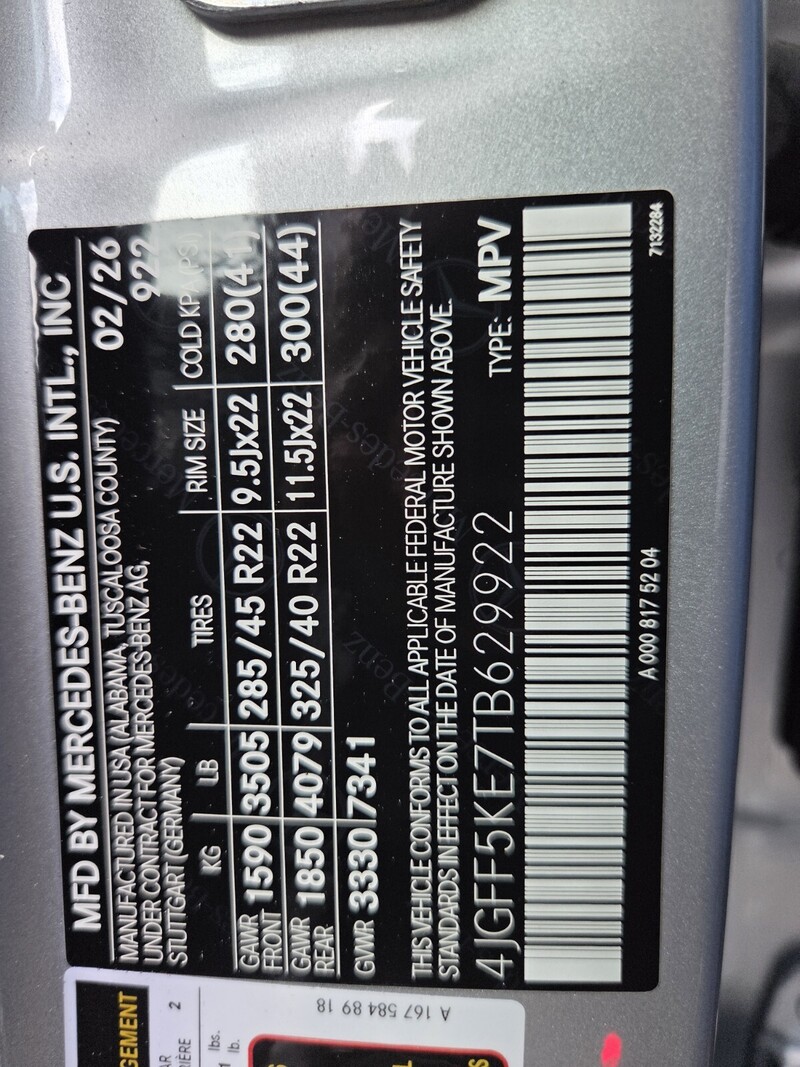 MFD BY MERCEDES-BENZ U.S. INTL., INC
MANUFACTURED IN USA (ALABAMA, TUSCALOOSA COUNTY) 02/26
UNDER CONTRACT FOR MERCEDES-BENZ AG, 922
STUTTGART (GERMANY)
KG LB TIRES RIM SIZE COLD KPA (PSI)
GAWR FRONT 1590 3505 285/45 R22 9.5Jx22 280(41)
GAWR REAR 1850 4079 325/40 R22 11.5Jx22 300(44)
GVWR 3330 7341
THIS VEHICLE CONFORMS TO ALL APPLICABLE FEDERAL MOTOR VEHICLE SAFETY
STANDARDS IN EFFECT ON THE DATE OF MANUFACTURE SHOWN ABOVE.
4JGFF5KE7TB629922 TYPE: MPV
A 000 817 52 04 7132284
GEMENT
2
lbs.
lb.
A 167 584 89 18